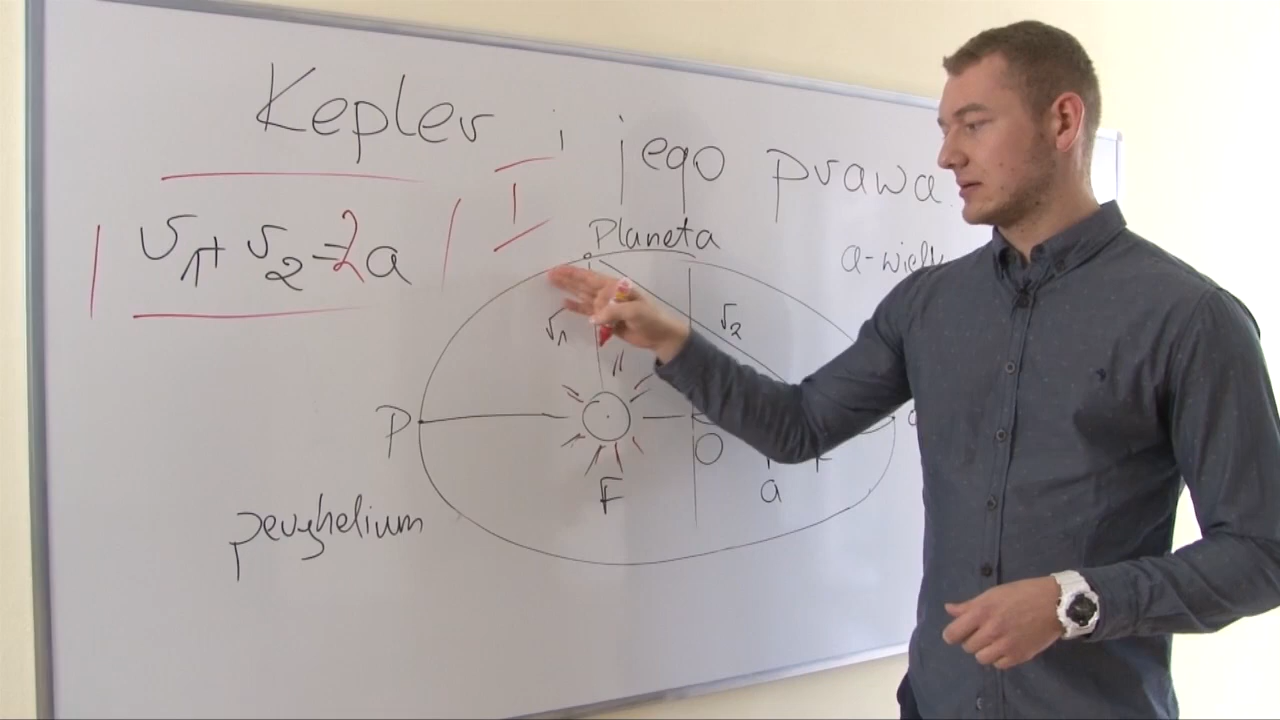 Kepler i jego prawa.
I
r1 + r2 = 2a
Planeta
a-wielk
r1
r2
P
O
F
a
peryhelium